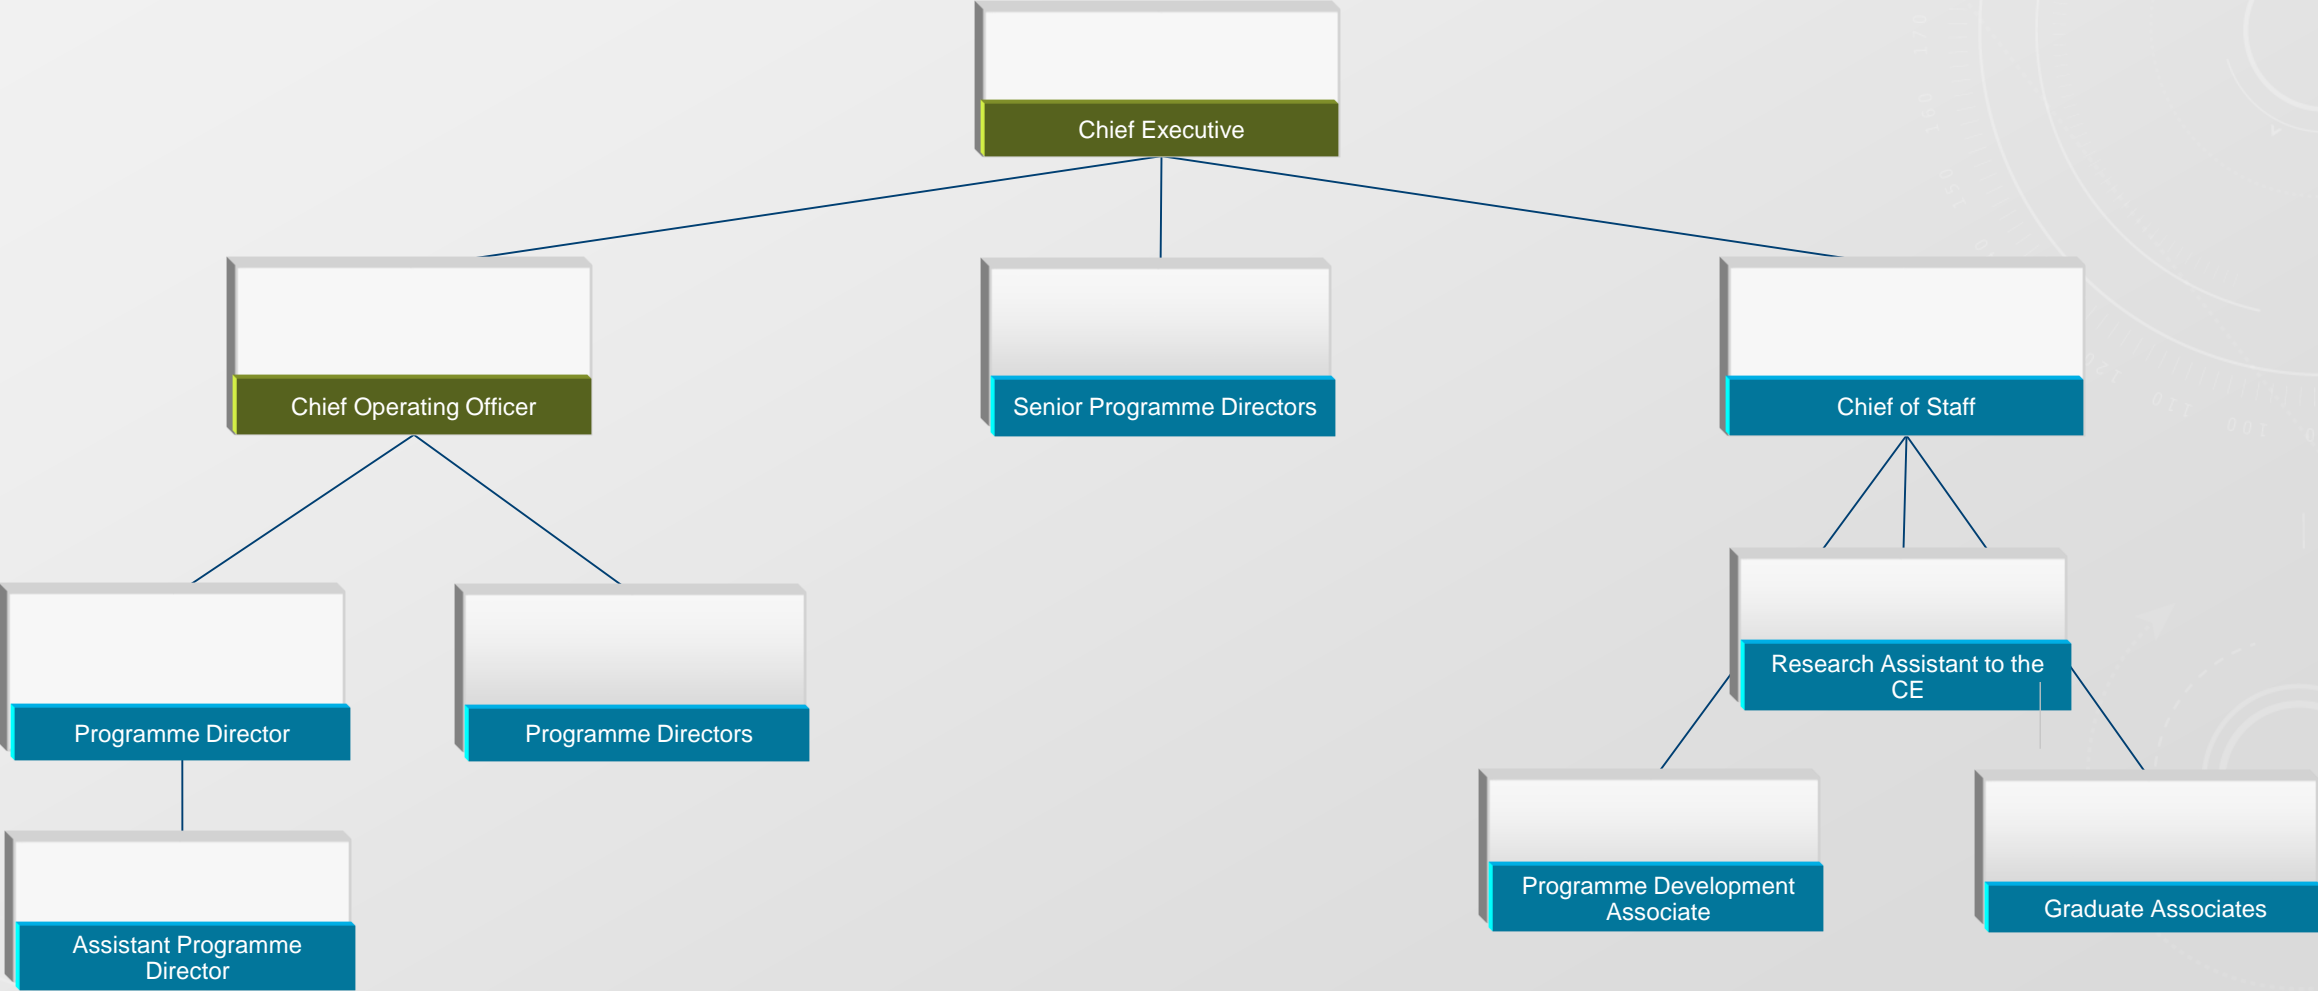 Chief Executive
Chief Operating Officer
Senior Programme Directors
Chief of Staff
Research Assistant to the
CE
Programme Director
Programme Directors
Programme Development
Associate
Graduate Associates
Assistant Programme
Director